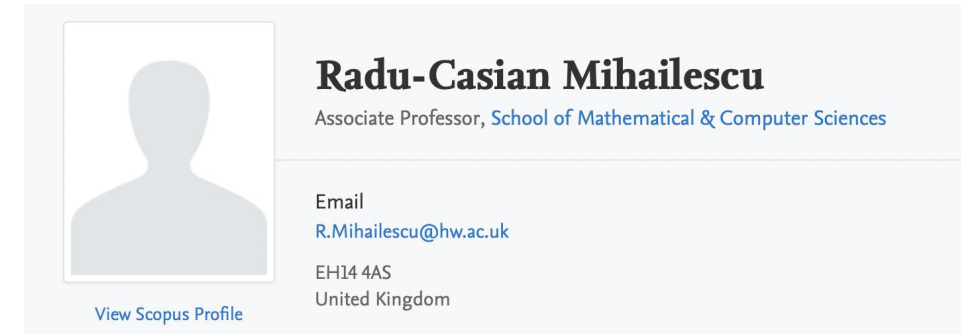 Radu-Casian Mihailescu
Associate Professor, School of Mathematical & Computer Sciences
Email
R.Mihailescu@hw.ac.uk
EH14 4AS
United Kingdom
View Scopus Profile